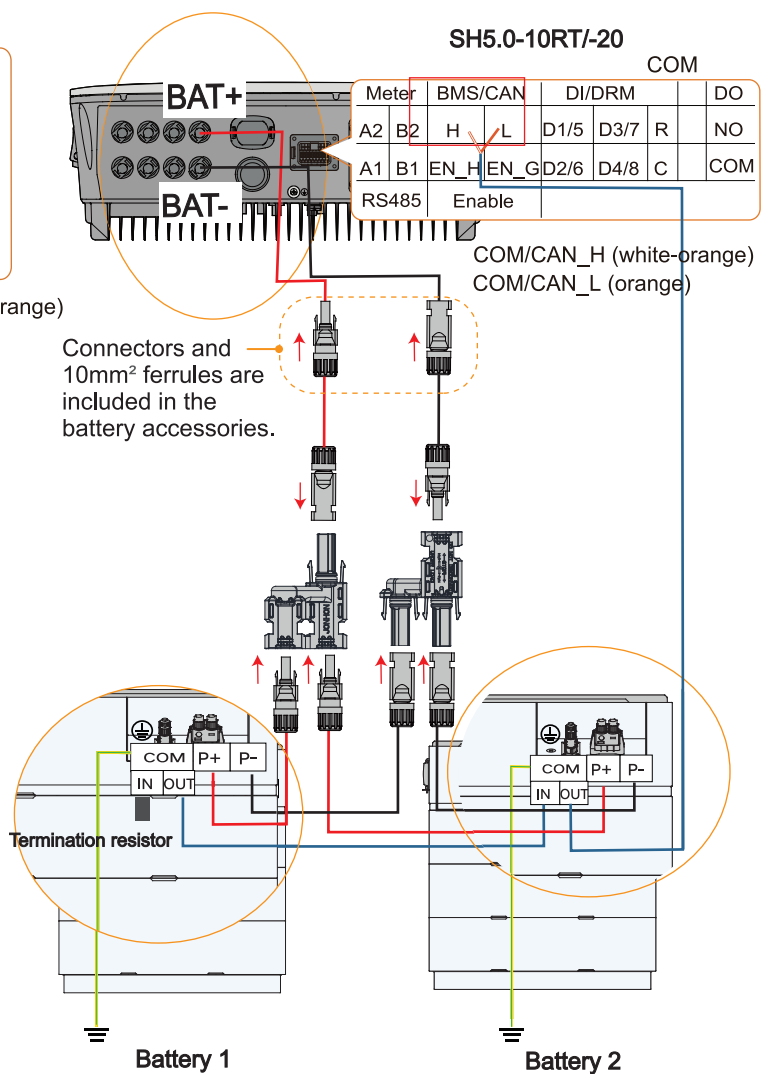 SH5.0-10RT/-20
COM
BAT+
Meter BMS/CAN DI/DRM DO
A2 B2 H L D1/5 D3/7 R NO
A1 B1 EN_H EN_G D2/6 D4/8 C COM
RS485 Enable
BAT-
COM/CAN_H (white-orange)
COM/CAN_L (orange)
range)
Connectors and
10mm² ferrules are
included in the
battery accessories.
JONHON
COM P+ P-
IN OUT
Termination resistor
COM P+ P-
IN OUT
Battery 1
Battery 2